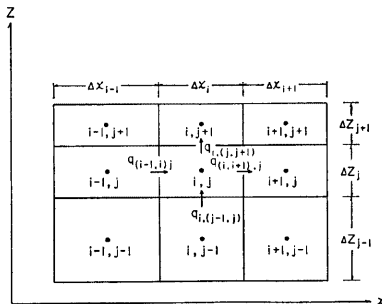 Z
Δx_{i-1} Δx_i Δx_{i+1}
i-1, j+1 i, j+1 i+1, j+1 ΔZ_{j+1}
q_{(i-1,i)j} q_{i,(j,j+1)} q_{(i,i+1),j}
i-1, j i, j i+1, j ΔZ_j
q_{i,(j-1,j)}
i-1, j-1 i, j-1 i+1, j-1 ΔZ_{j-1}